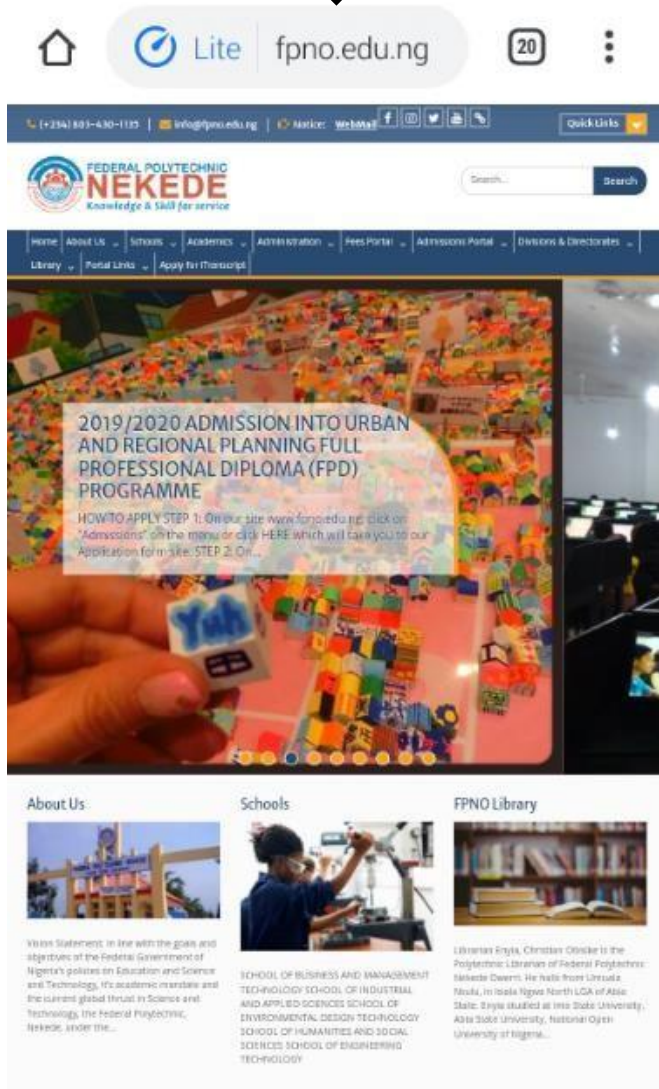 Lite fpno.edu.ng 20
(+234) 803-430-1135 | info@fpno.edu.ng | Notice: WebMail
Quick Links
FEDERAL POLYTECHNIC
NEKEDE
Knowledge & Skill for service
Search... Search
Home About Us Schools Academics Administration Fees Portal Admissions Portal Divisions & Directorates
Library Portal Links Apply for iTranscript
2019/2020 ADMISSION INTO URBAN
AND REGIONAL PLANNING FULL
PROFESSIONAL DIPLOMA (FPD)
PROGRAMME
HOW TO APPLY STEP 1: On our site www.fpno.edu.ng; click on
"Admissions" on the menu or click HERE which will take you to our
Application form site. STEP 2: On...
Yuh
About Us
Vision Statement: In line with the goals and
objectives of the Federal Government of
Nigeria's policies on Education and Science
and Technology, it's academic mandate and
the current global thrust in Science and
Technology, the Federal Polytechnic,
Nekede, under the...
Schools
SCHOOL OF BUSINESS AND MANAGEMENT
TECHNOLOGY SCHOOL OF INDUSTRIAL
AND APPLIED SCIENCES SCHOOL OF
ENVIRONMENTAL DESIGN TECHNOLOGY
SCHOOL OF HUMANITIES AND SOCIAL
SCIENCES SCHOOL OF ENGINEERING
TECHNOLOGY
FPNO Library
Librarian Enyia, Christian Obisike is the
Polytechnic Librarian of Federal Polytechnic
Nekede Owerri. He hails from
in Isiala Ngwa North LGA of Abia
State. Enyia studied at Imo State University,
Abia State University, National Open
University of Nigeria...